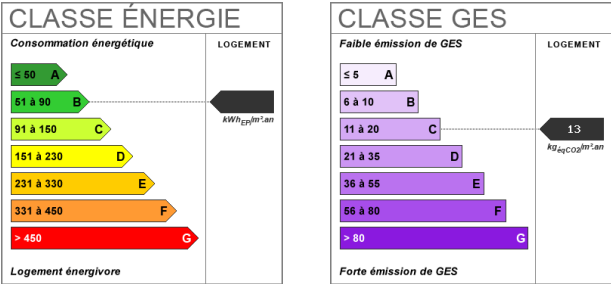 CLASSE ÉNERGIE
Consommation énergétique
LOGEMENT
≤ 50 A
51 à 90 B
kWhEP/m².an
91 à 150 C
151 à 230 D
231 à 330 E
331 à 450 F
> 450 G
Logement énergivore
CLASSE GES
Faible émission de GES
LOGEMENT
≤ 5 A
6 à 10 B
11 à 20 C
13
kgéqCO2/m².an
21 à 35 D
36 à 55 E
56 à 80 F
> 80 G
Forte émission de GES